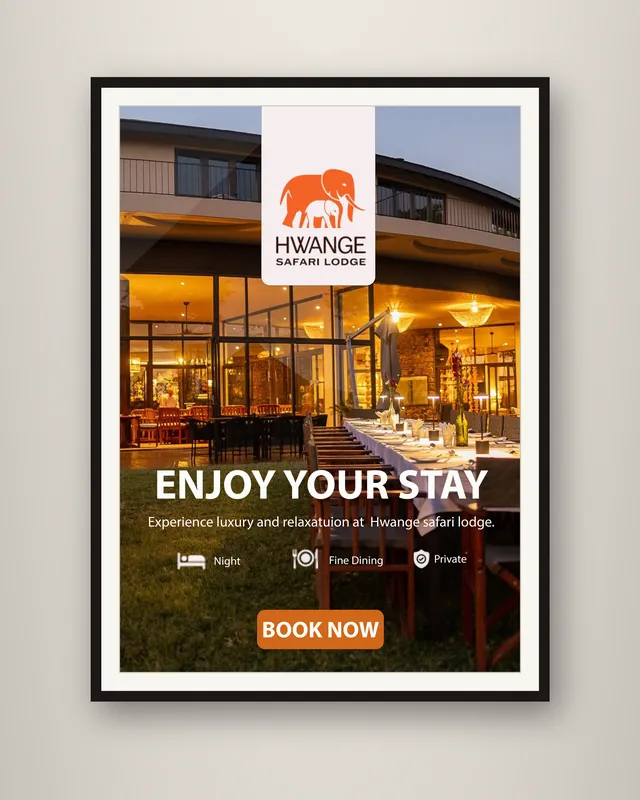 HWANGE
SAFARI LODGE
ENJOY YOUR STAY
Experience luxury and relaxatuion at Hwange safari lodge.
Night Fine Dining Private
BOOK NOW